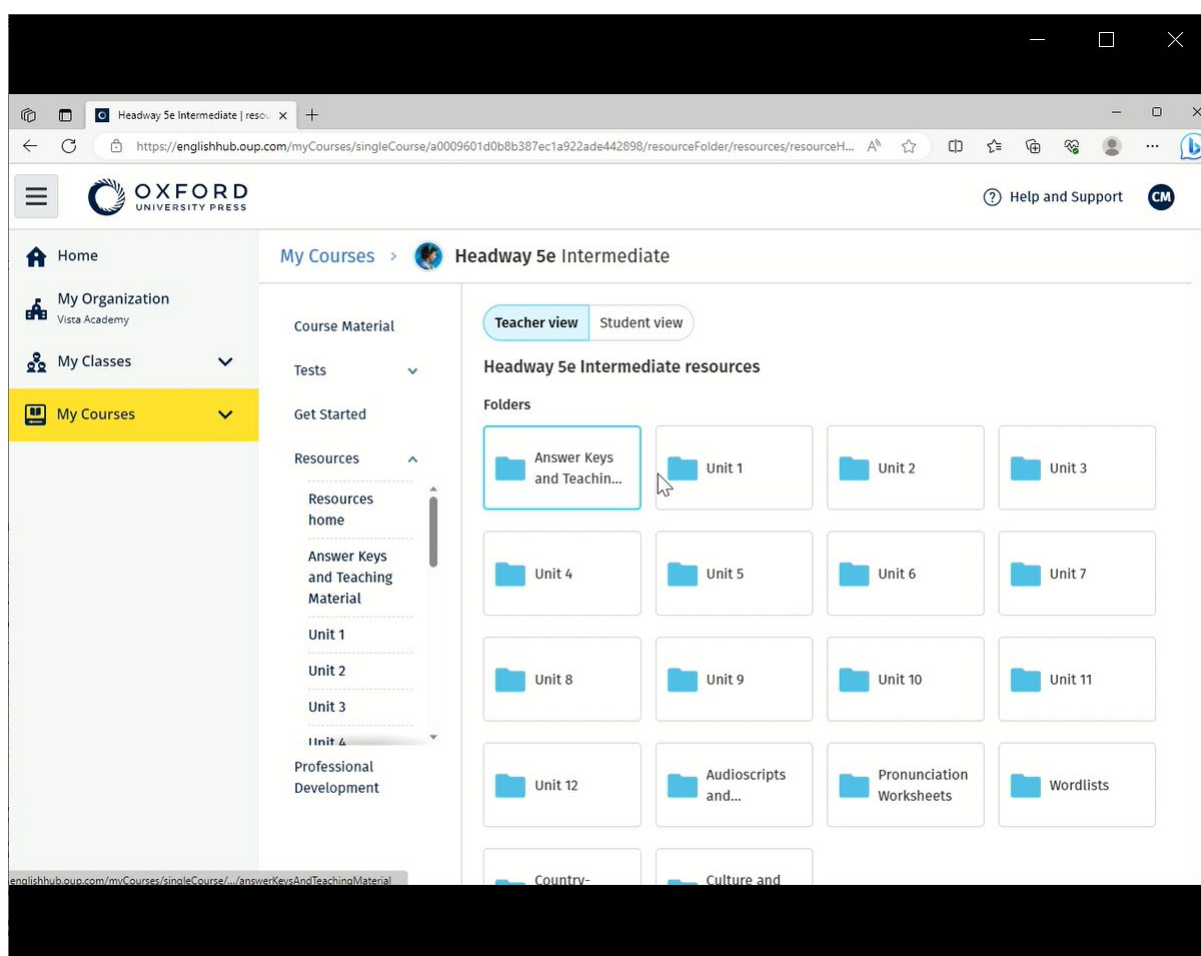 Headway 5e Intermediate | resou
https://englishhub.oup.com/myCourses/singleCourse/a0009601d0b8b387ec1a922ade442898/resourceFolder/resources/resourceH...
OXFORD
UNIVERSITY PRESS
Help and Support
CM
Home
My Organization
Vista Academy
My Classes
My Courses
My Courses > Headway 5e Intermediate
Course Material
Tests
Get Started
Resources
Resources
home
Answer Keys
and Teaching
Material
Unit 1
Unit 2
Unit 3
Unit 4
Professional
Development
Teacher view Student view
Headway 5e Intermediate resources
Folders
Answer Keys
and Teachin...
Unit 1
Unit 2
Unit 3
Unit 4
Unit 5
Unit 6
Unit 7
Unit 8
Unit 9
Unit 10
Unit 11
Unit 12
Audioscripts
and...
Pronunciation
Worksheets
Wordlists
Country-
Culture and
englishhub.oup.com/myCourses/singleCourse/.../answerKeysAndTeachingMaterial